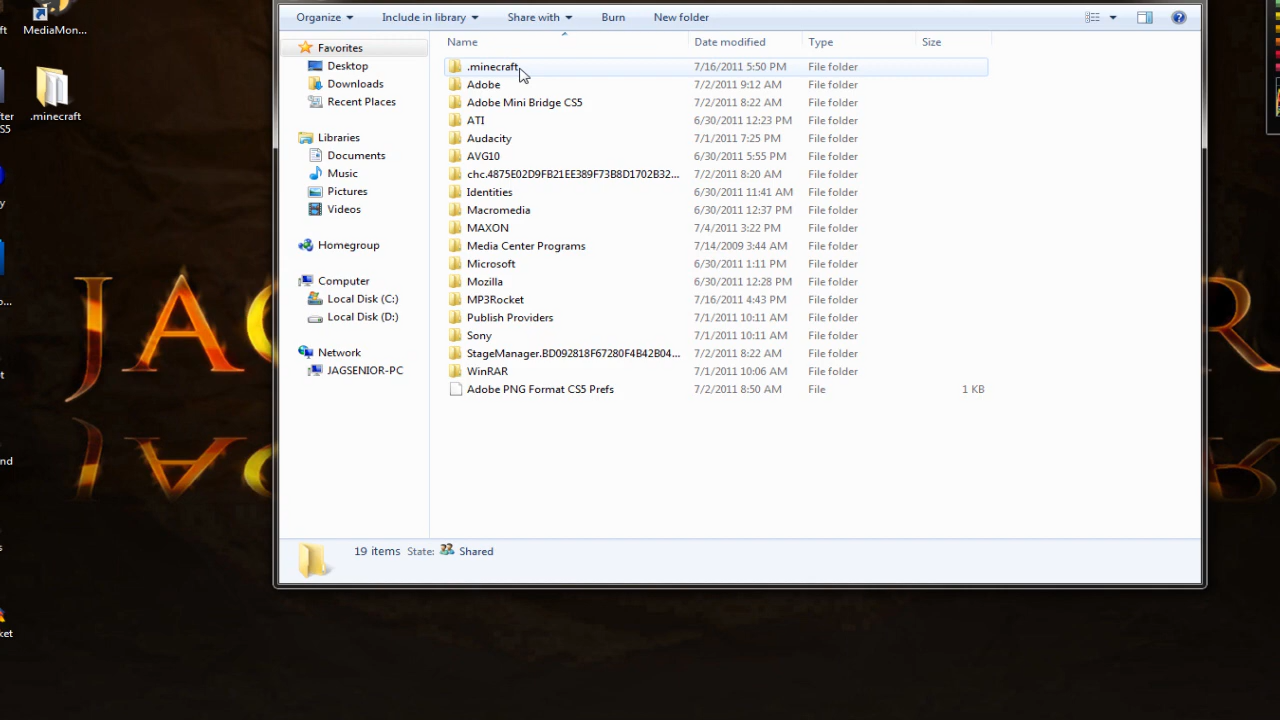 ft
MediaMon...
fter
S5
.minecraft
y
o...
t
nd
s
ket
JAG
R
Organize
Include in library
Share with
Burn
New folder
Favorites
Desktop
Downloads
Recent Places
Libraries
Documents
Music
Pictures
Videos
Homegroup
Computer
Local Disk (C:)
Local Disk (D:)
Network
JAGSENIOR-PC
Name Date modified Type Size
.minecraft 7/16/2011 5:50 PM File folder
Adobe 7/2/2011 9:12 AM File folder
Adobe Mini Bridge CS5 7/2/2011 8:22 AM File folder
ATI 6/30/2011 12:23 PM File folder
Audacity 7/1/2011 7:25 PM File folder
AVG10 6/30/2011 5:55 PM File folder
chc.4875E02D9FB21EE389F73B8D1702B32... 7/2/2011 8:20 AM File folder
Identities 6/30/2011 11:41 AM File folder
Macromedia 6/30/2011 12:37 PM File folder
MAXON 7/4/2011 3:22 PM File folder
Media Center Programs 7/14/2009 3:44 AM File folder
Microsoft 6/30/2011 1:11 PM File folder
Mozilla 6/30/2011 12:28 PM File folder
MP3Rocket 7/16/2011 4:43 PM File folder
Publish Providers 7/1/2011 10:11 AM File folder
Sony 7/1/2011 10:11 AM File folder
StageManager.BD092818F67280F4B42B04... 7/2/2011 8:22 AM File folder
WinRAR 7/1/2011 10:06 AM File folder
Adobe PNG Format CS5 Prefs 7/2/2011 8:50 AM File 1 KB
19 items State: Shared